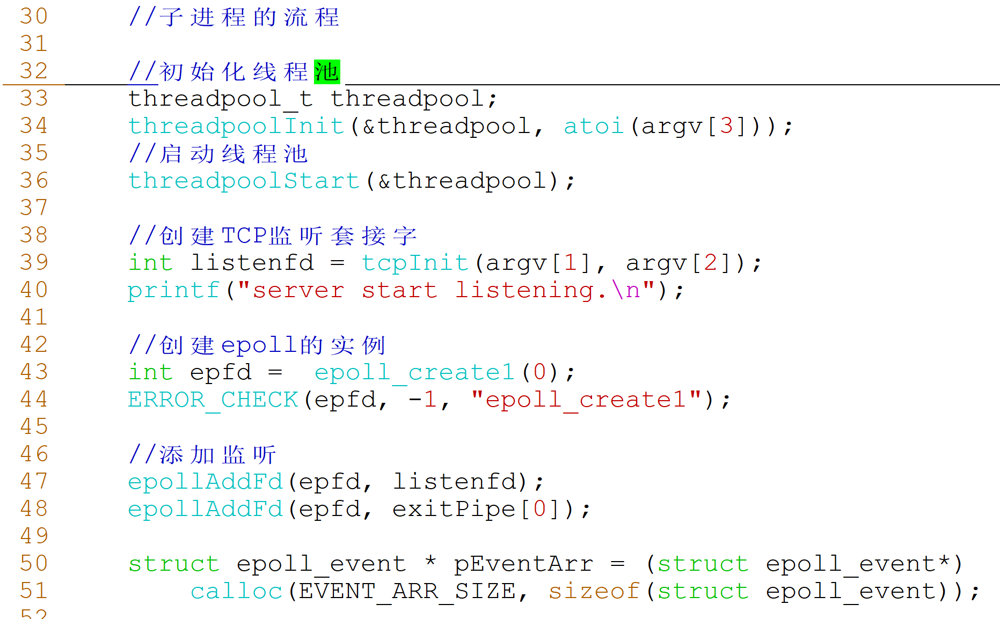 30 //子进程的流程
31
32 //初始化线程池
33 threadpool_t threadpool;
34 threadpoolInit(&threadpool, atoi(argv[3]));
35 //启动线程池
36 threadpoolStart(&threadpool);
37
38 //创建TCP监听套接字
39 int listenfd = tcpInit(argv[1], argv[2]);
40 printf("server start listening.\n");
41
42 //创建epoll的实例
43 int epfd =  epoll_create1(0);
44 ERROR_CHECK(epfd, -1, "epoll_create1");
45
46 //添加监听
47 epollAddFd(epfd, listenfd);
48 epollAddFd(epfd, exitPipe[0]);
49
50 struct epoll_event * pEventArr = (struct epoll_event*)
51 calloc(EVENT_ARR_SIZE, sizeof(struct epoll_event));
52